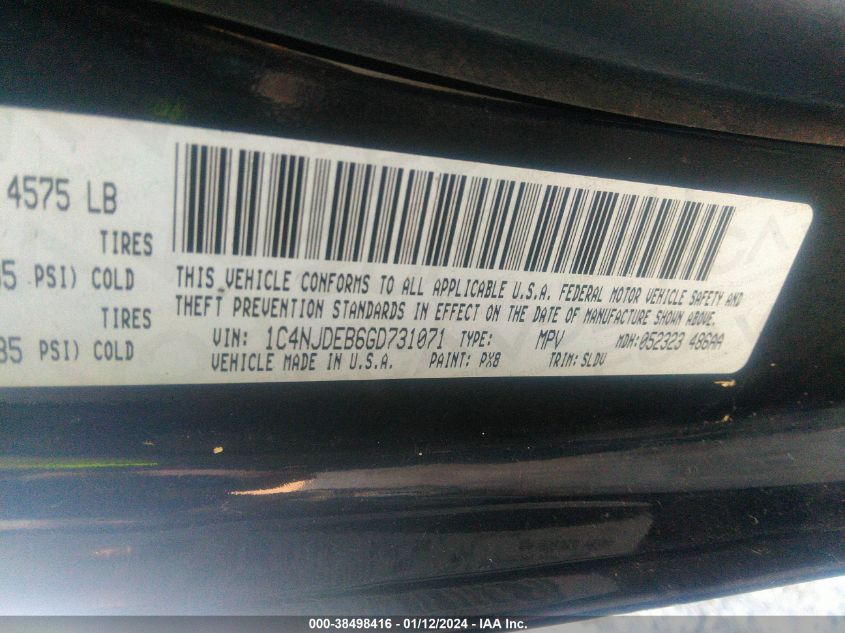 4575 LB
TIRES
PSI) COLD
TIRES
PSI) COLD
THIS VEHICLE CONFORMS TO ALL APPLICABLE U.S.A. FEDERAL MOTOR VEHICLE SAFETY AND
THEFT PREVENTION STANDARDS IN EFFECT ON THE DATE OF MANUFACTURE SHOWN ABOVE.
VIN: 1C4NJDEB6GD731071 TYPE: MPV MDH:052323 486AA
VEHICLE MADE IN U.S.A. PAINT: PX8 TRIM: SLDV
000-38498416 - 01/12/2024 - IAA Inc.